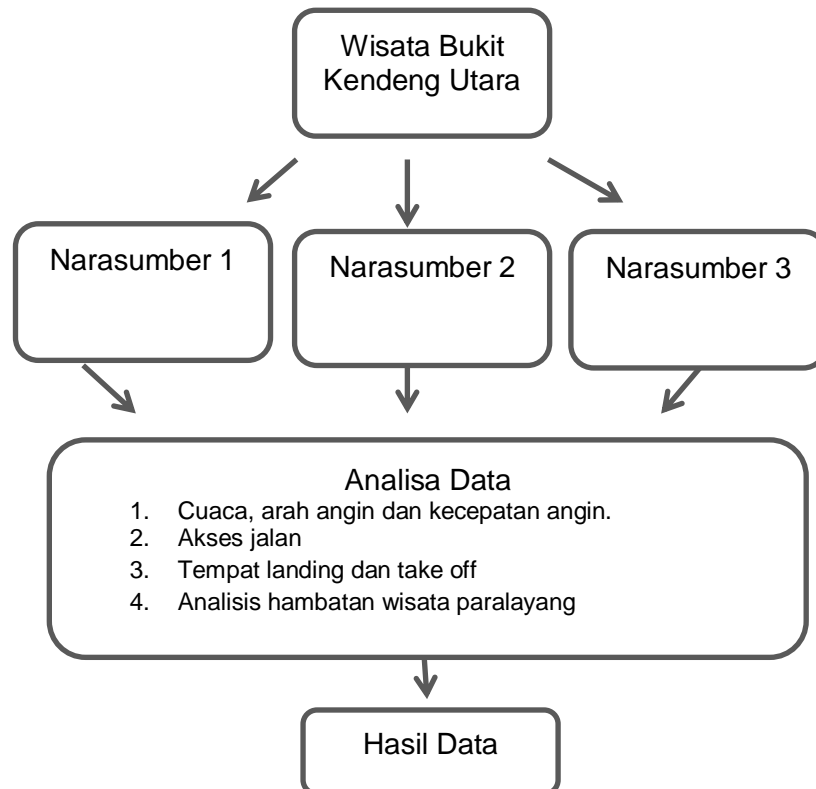 Wisata Bukit
Kendeng Utara
Narasumber 1
Narasumber 2
Narasumber 3
Analisa Data
1. Cuaca, arah angin dan kecepatan angin.
2. Akses jalan
3. Tempat landing dan take off
4. Analisis hambatan wisata paralayang
Hasil Data